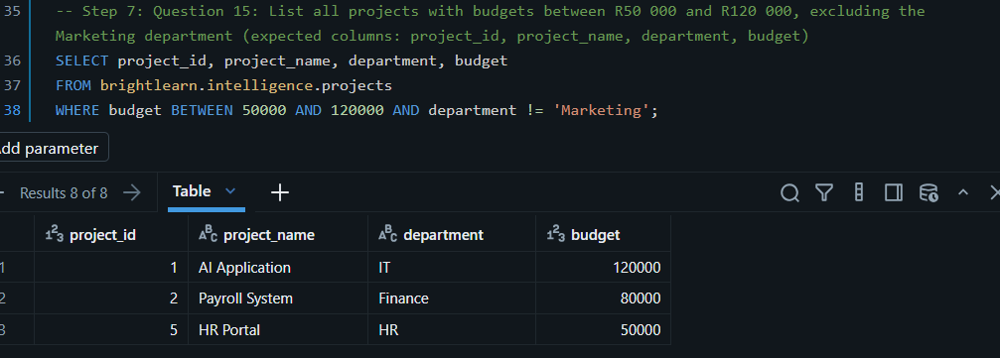 35 -- Step 7: Question 15: List all projects with budgets between R50 000 and R120 000, excluding the
Marketing department (expected columns: project_id, project_name, department, budget)
36 SELECT project_id, project_name, department, budget
37 FROM brightlearn.intelligence.projects
38 WHERE budget BETWEEN 50000 AND 120000 AND department != 'Marketing';
dd parameter
Results 8 of 8 → Table +
123 project_id ABC project_name ABC department 123 budget
1 1 AI Application IT 120000
2 2 Payroll System Finance 80000
3 5 HR Portal HR 50000